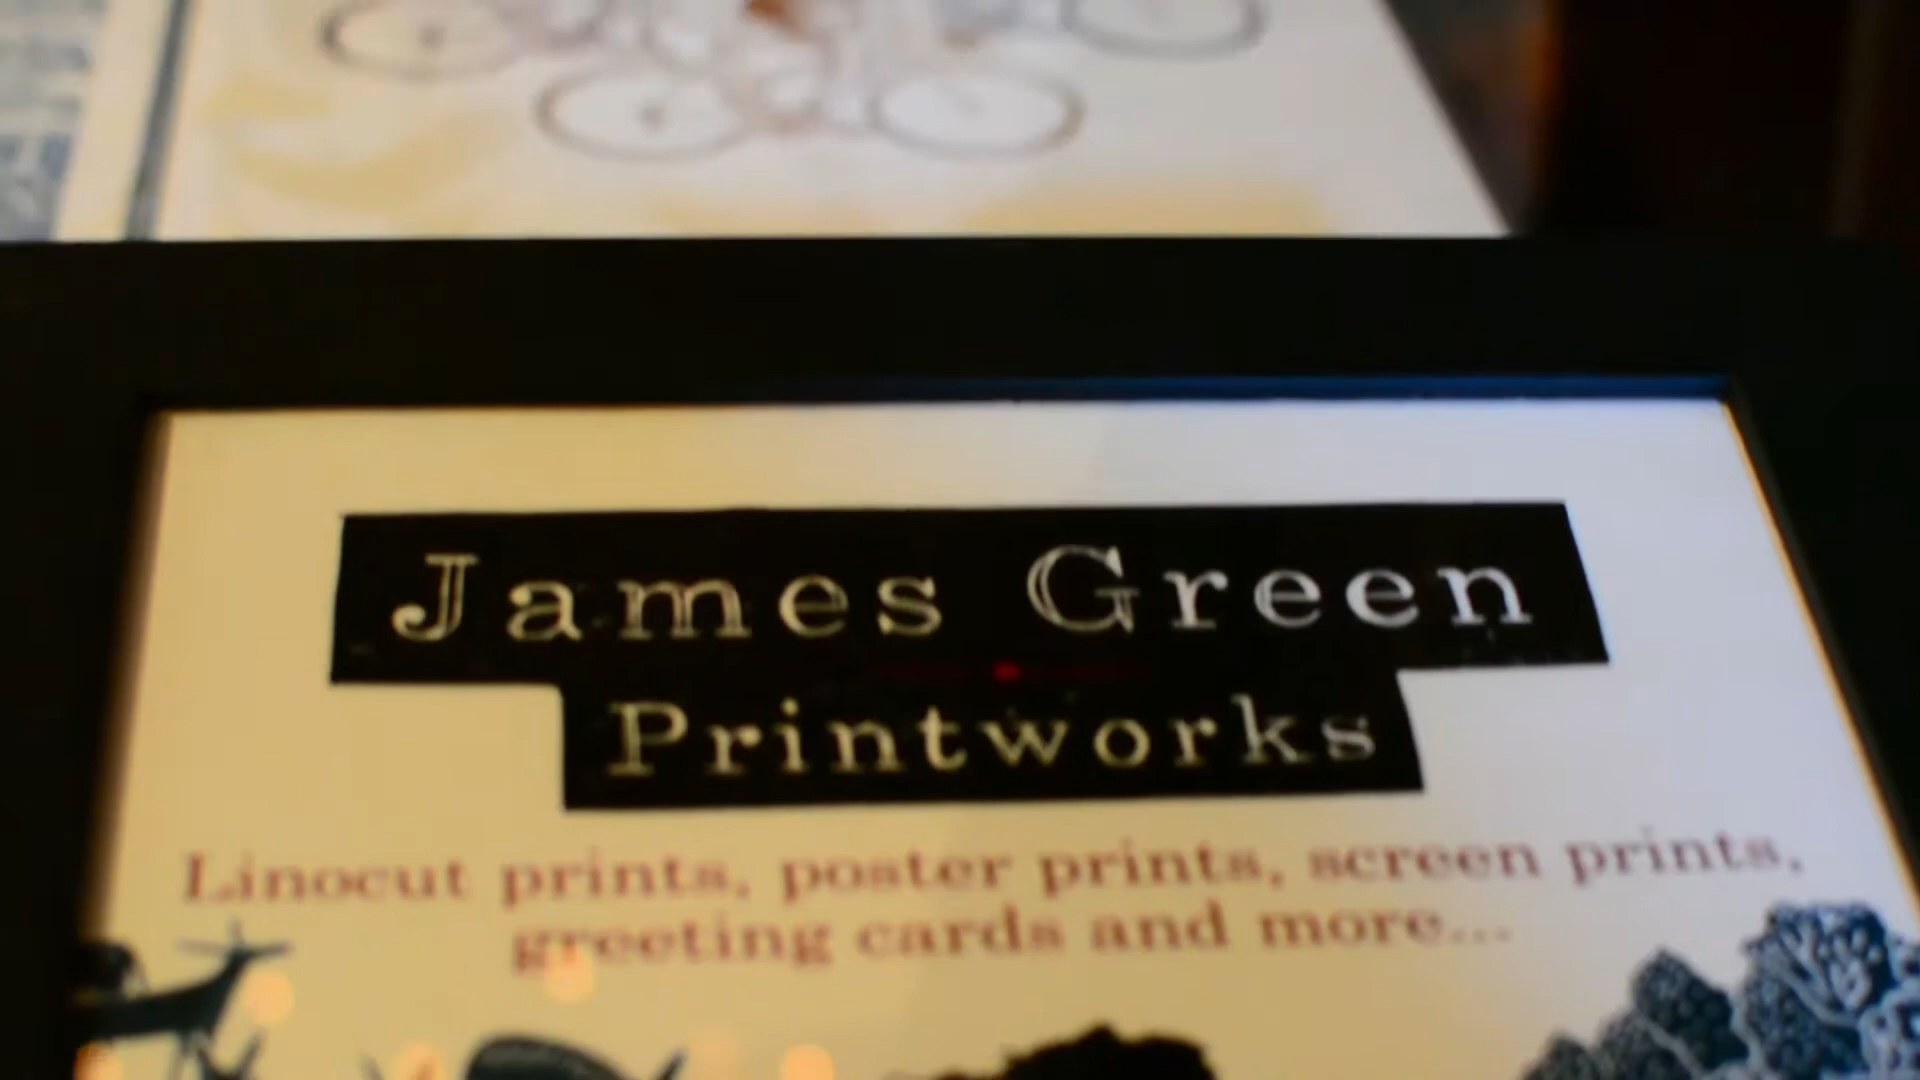 James Green
Printworks
Linocut prints, poster prints, screen prints,
greeting cards and more...